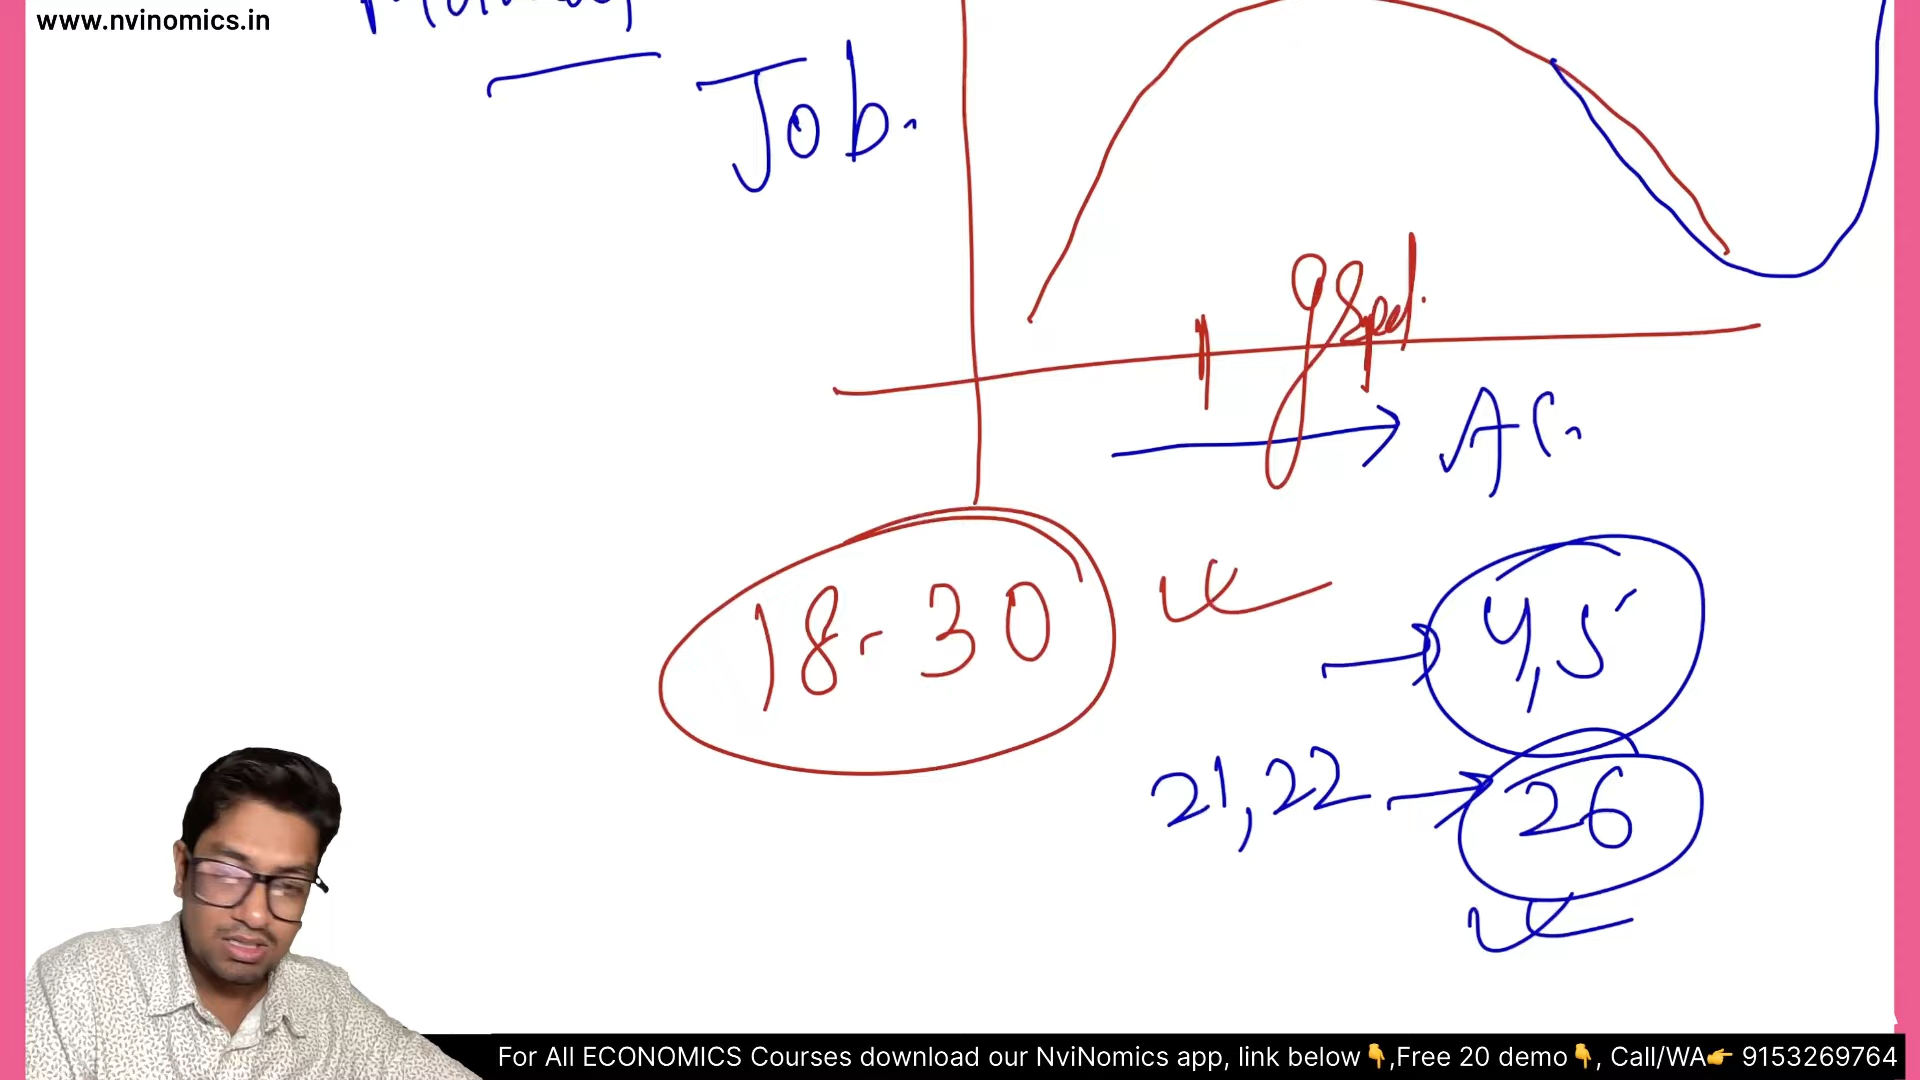 www.nvinomics.in
Job.
18-30
4,5
21,22 → 26
For All ECONOMICS Courses download our NviNomics app, link below👇,Free 20 demo👇, Call/WA👉 9153269764